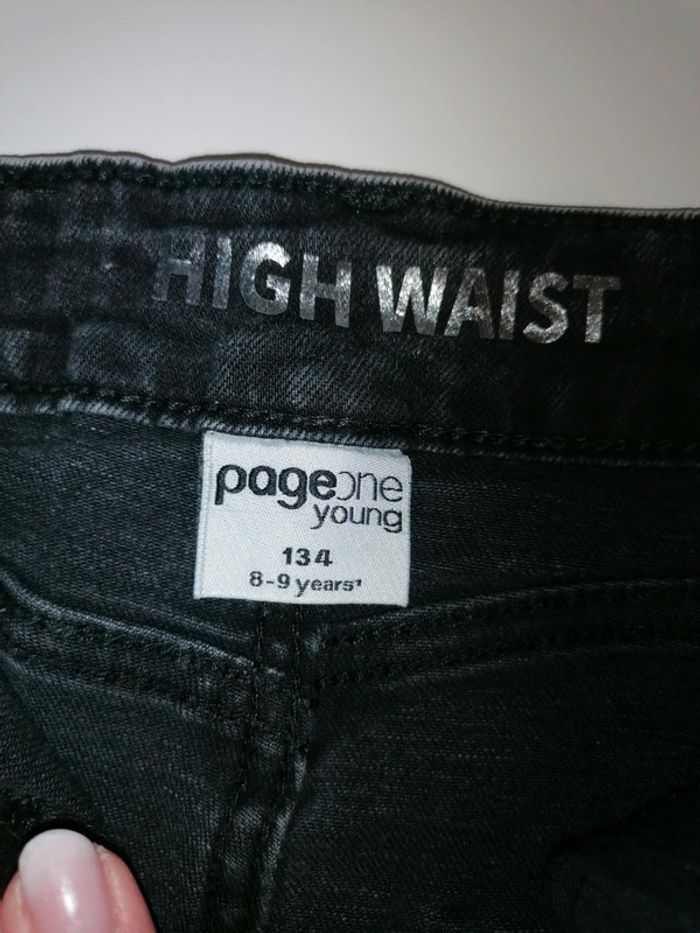 HIGH WAIST
pageone
young
134
8-9 years¹